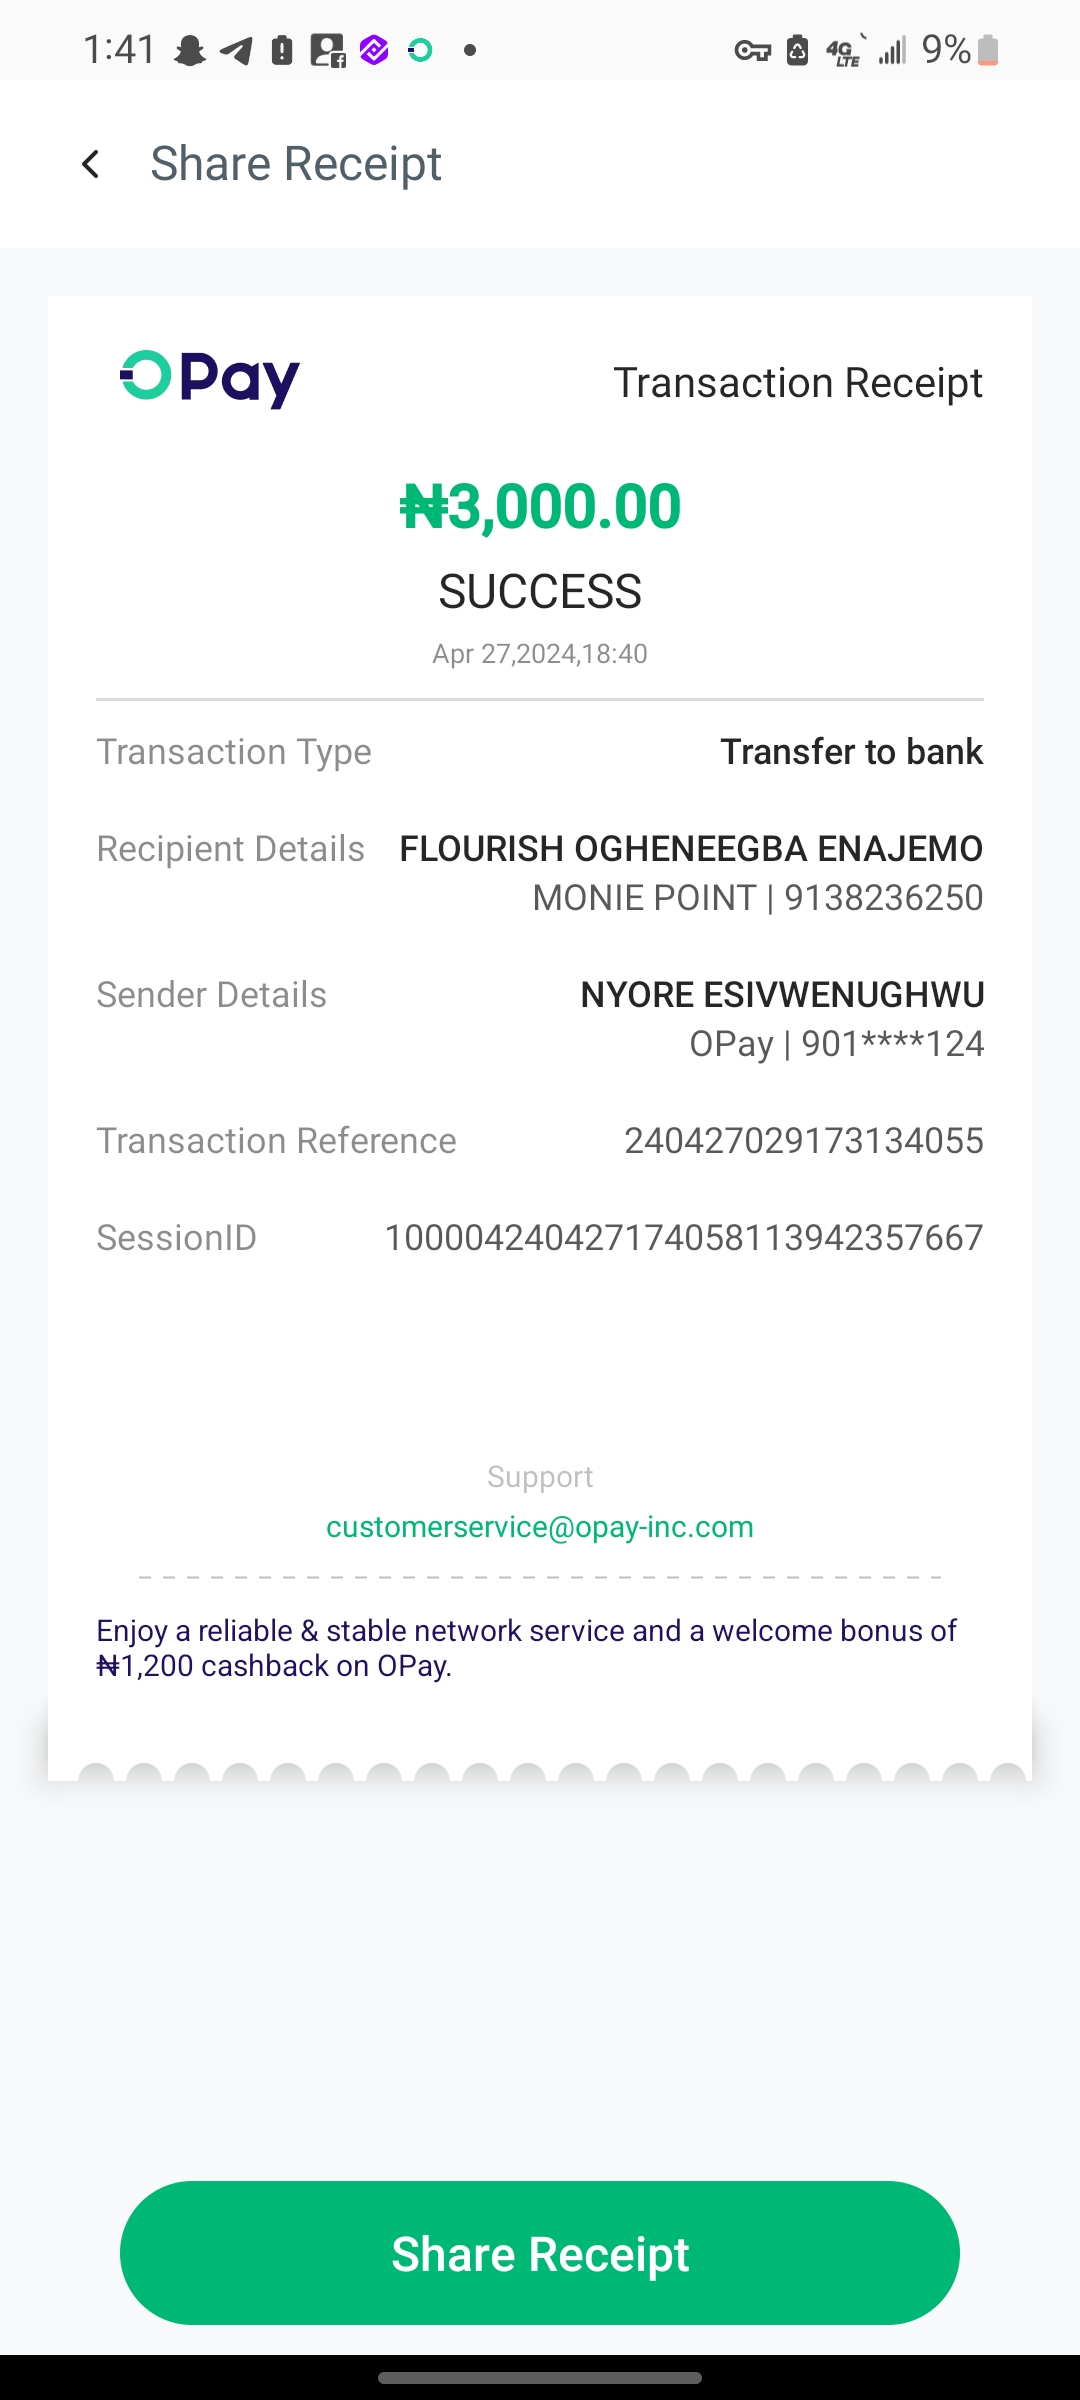 1:41 4G LTE 9%
Share Receipt
OPay Transaction Receipt
₦3,000.00
SUCCESS
Apr 27,2024,18:40
Transaction Type Transfer to bank
Recipient Details FLOURISH OGHENEEGBA ENAJEMO
MONIE POINT | 9138236250
Sender Details NYORE ESIVWENUGHWU
OPay | 901****124
Transaction Reference 240427029173134055
SessionID 100004240427174058113942357667
Support
customerservice@opay-inc.com
Enjoy a reliable & stable network service and a welcome bonus of
₦1,200 cashback on OPay.
Share Receipt